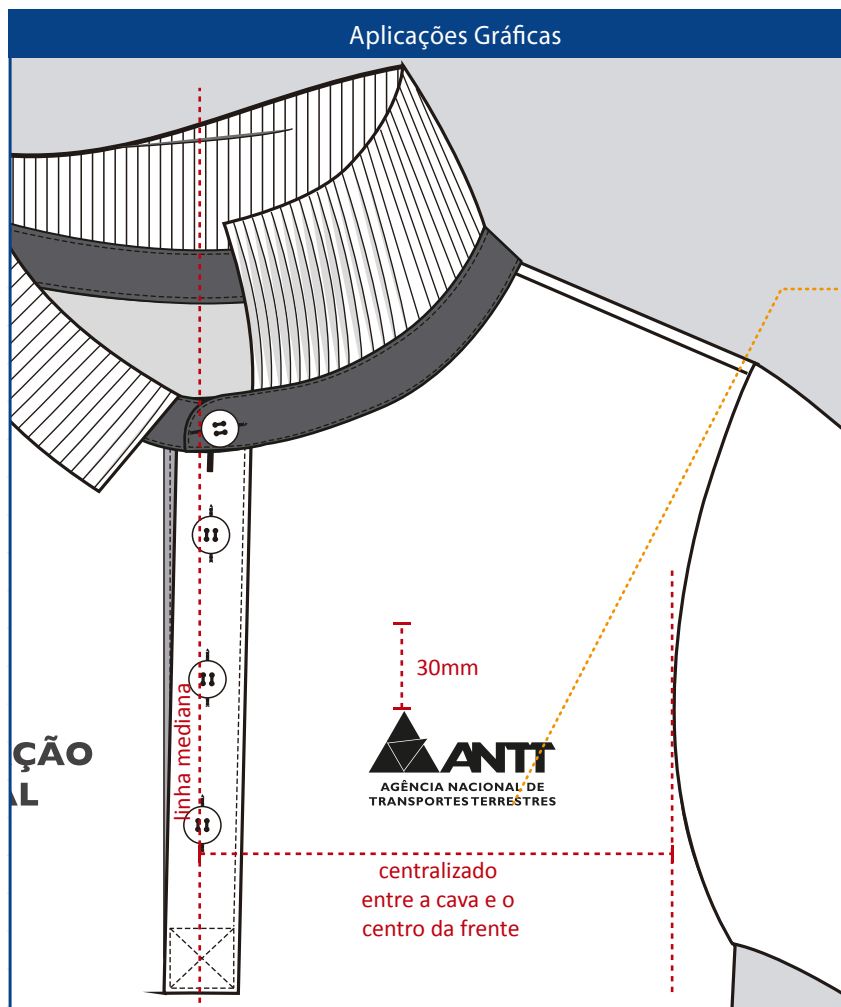 Aplicações Gráficas
30mm
linha mediana
ÇÃO
AL
ANTT
AGÊNCIA NACIONAL DE
TRANSPORTES TERRESTRES
centralizado
entre a cava e o
centro da frente